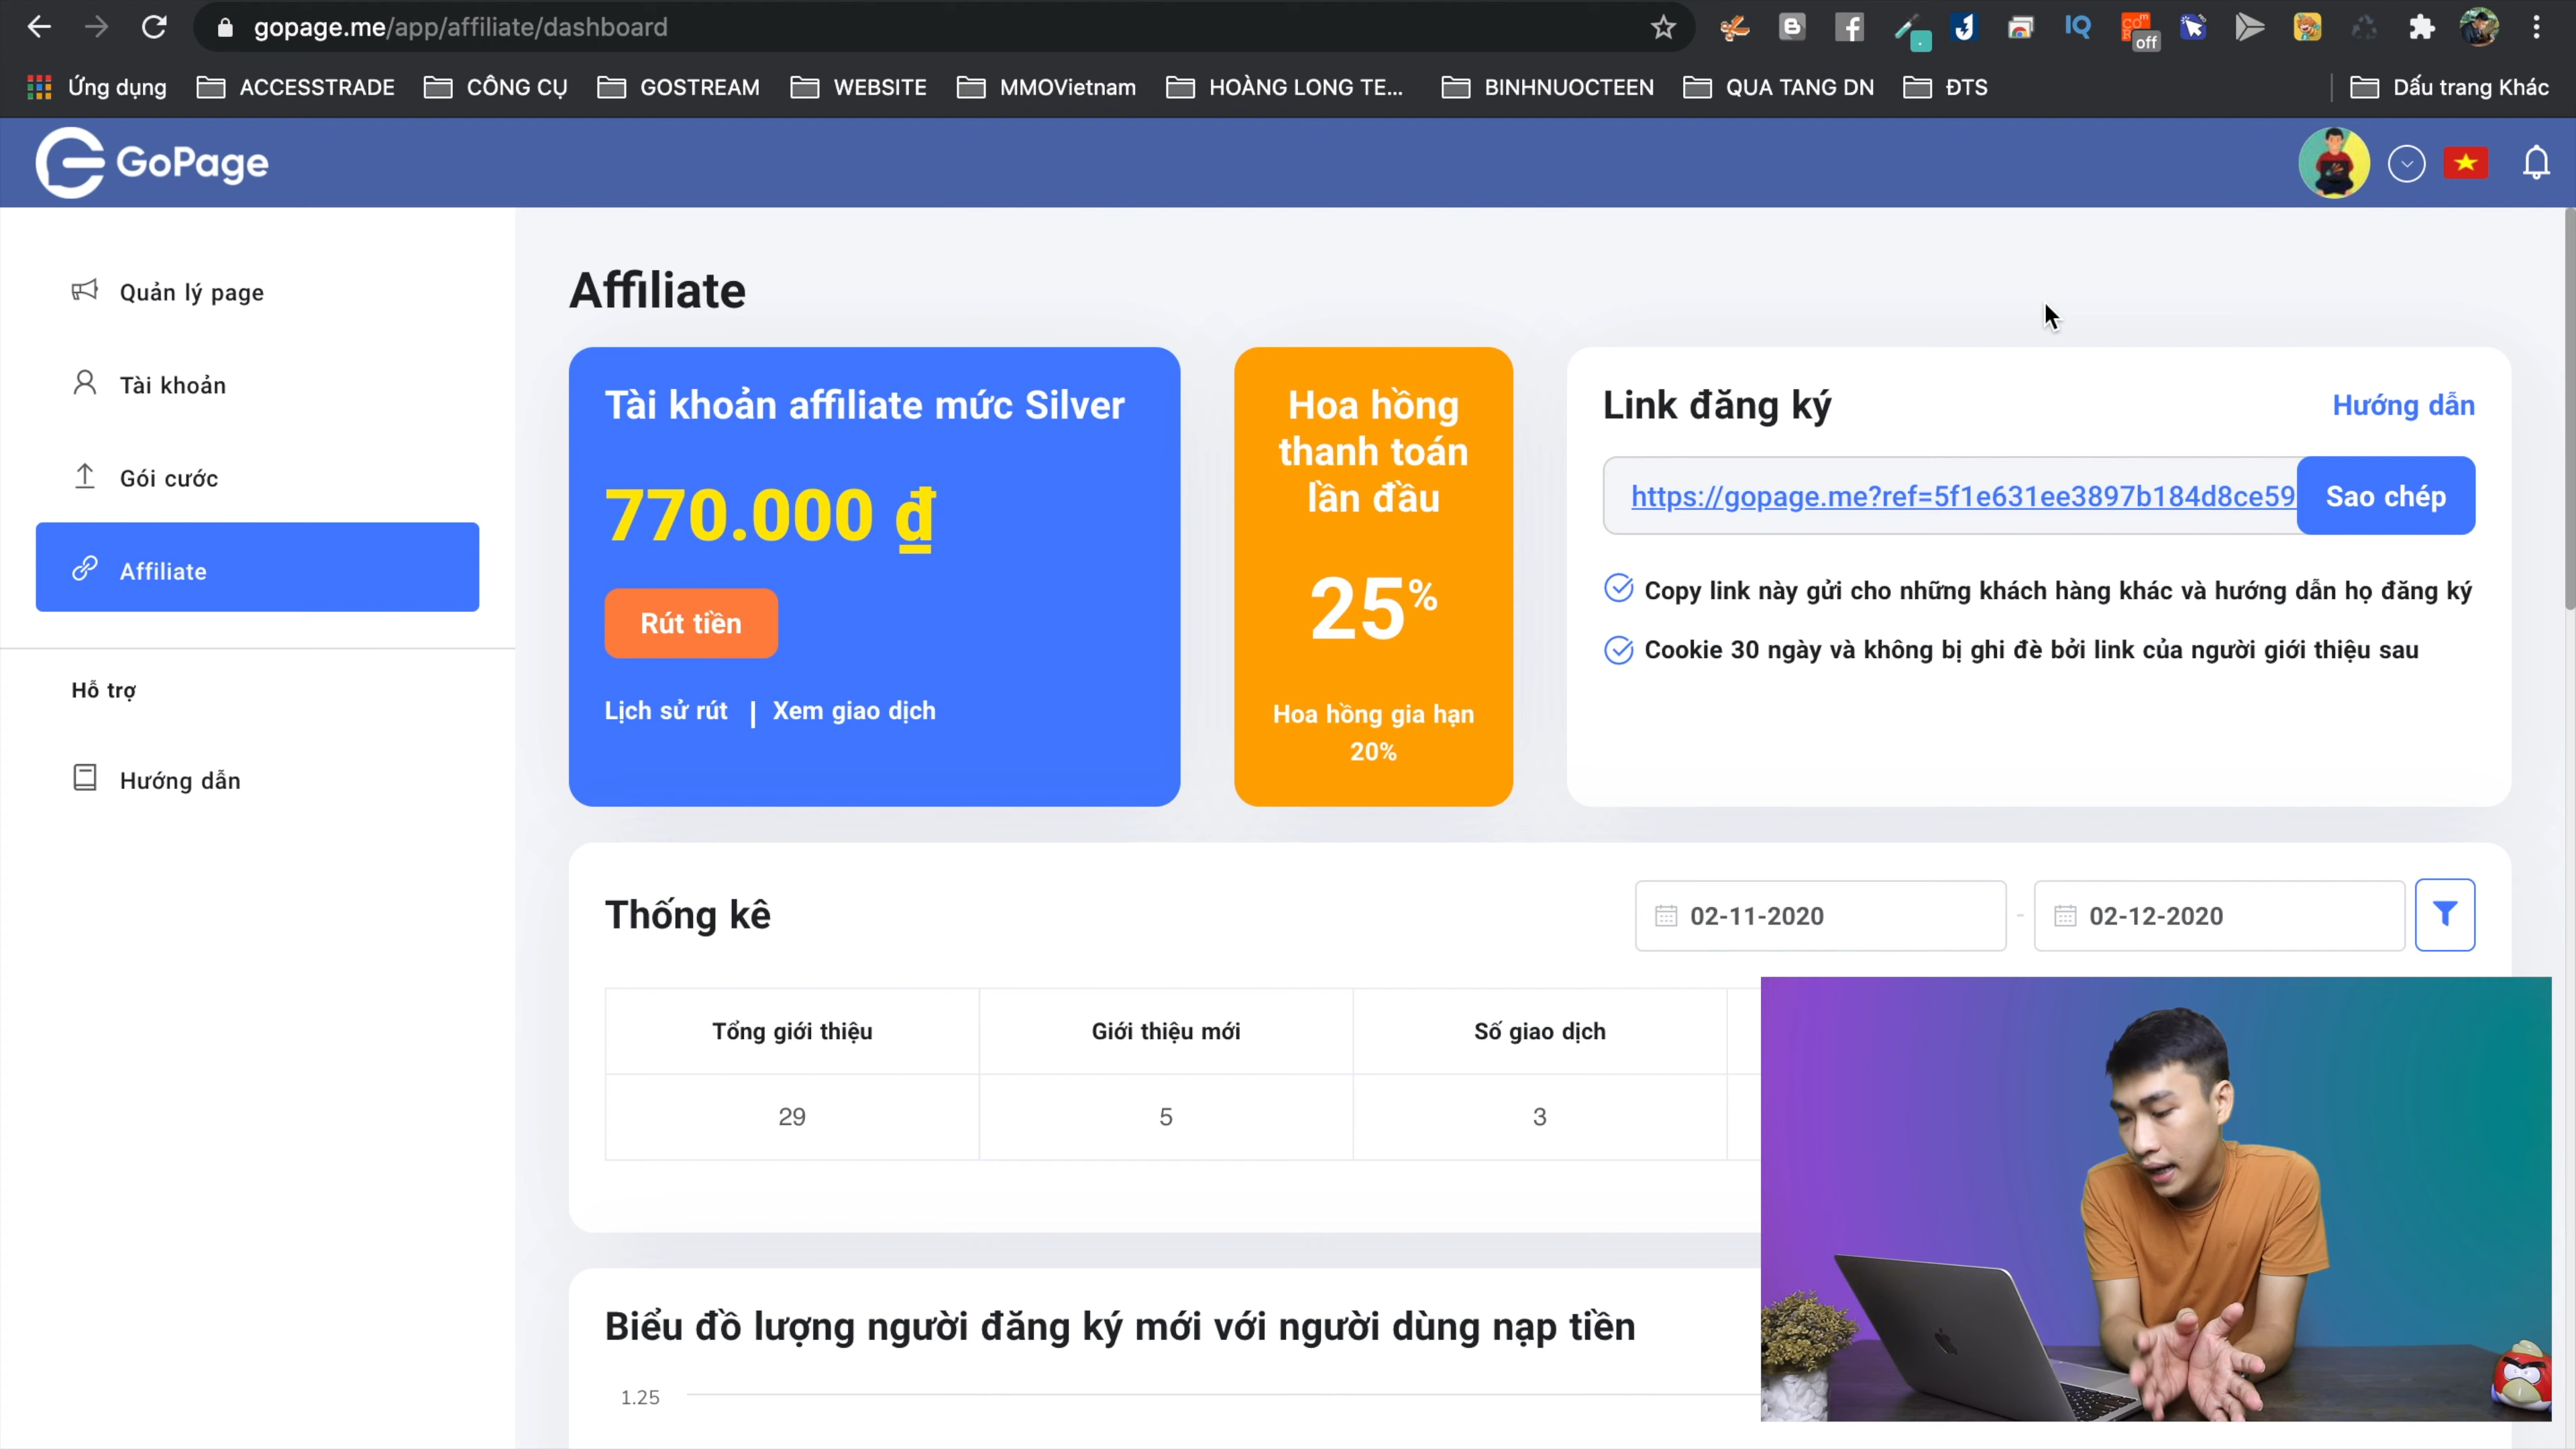 gopage.me/app/affiliate/dashboard
IQ
off
Ứng dụng
ACCESSTRADE
CÔNG CỤ
GOSTREAM
WEBSITE
MMOVietnam
HOÀNG LONG TE...
BINHNUOCTEEN
QUA TANG DN
ĐTS
Dấu trang Khác
GoPage
Quản lý page
Tài khoản
Gói cước
Affiliate
Hỗ trợ
Hướng dẫn
Affiliate
Tài khoản affiliate mức Silver
770.000 ₫
Rút tiền
Lịch sử rút | Xem giao dịch
Hoa hồng
thanh toán
lần đầu
25%
Hoa hồng gia hạn
20%
Link đăng ký
Hướng dẫn
https://gopage.me?ref=5f1e631ee3897b184d8ce59
Sao chép
Copy link này gửi cho những khách hàng khác và hướng dẫn họ đăng ký
Cookie 30 ngày và không bị ghi đè bởi link của người giới thiệu sau
Thống kê
02-11-2020 - 02-12-2020
Tổng giới thiệu
Giới thiệu mới
Số giao dịch
29
5
3
Biểu đồ lượng người đăng ký mới với người dùng nạp tiền
1.25